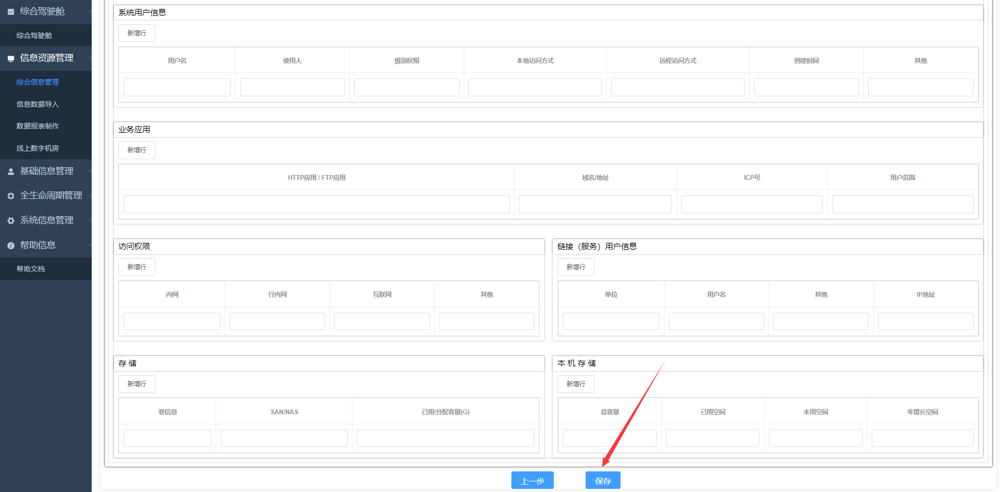 综合驾驶舱
综合驾驶舱
信息资源管理
综合信息管理
信息数据导入
数据报表制作
线上数字机房
基础信息管理
全生命周期管理
系统信息管理
帮助信息
帮助文档
系统用户信息
新增行
用户名 使用人 级别权限 本地访问方式 远程访问方式 创建时间 其他
业务应用
新增行
HTTP应用 / FTP应用 域名/地址 ICP号 用户范围
访问权限
新增行
内网 行内网 互联网 其他
链接（服务）用户信息
新增行
单位 用户名 其他 IP地址
存 储
新增行
卷信息 SAN/NAS 已用/分配容量(G)
本 机 存 储
新增行
总容量 已用空间 未用空间 年增长空间
上一步 保存